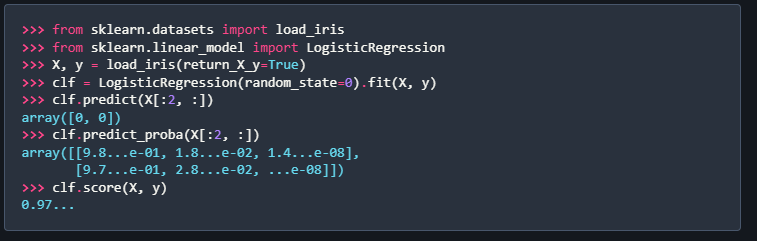 >>> from sklearn.datasets import load_iris
>>> from sklearn.linear_model import LogisticRegression
>>> X, y = load_iris(return_X_y=True)
>>> clf = LogisticRegression(random_state=0).fit(X, y)
>>> clf.predict(X[:2, :])
array([0, 0])
>>> clf.predict_proba(X[:2, :])
array([[9.8...e-01, 1.8...e-02, 1.4...e-08],
       [9.7...e-01, 2.8...e-02, ...e-08]])
>>> clf.score(X, y)
0.97...